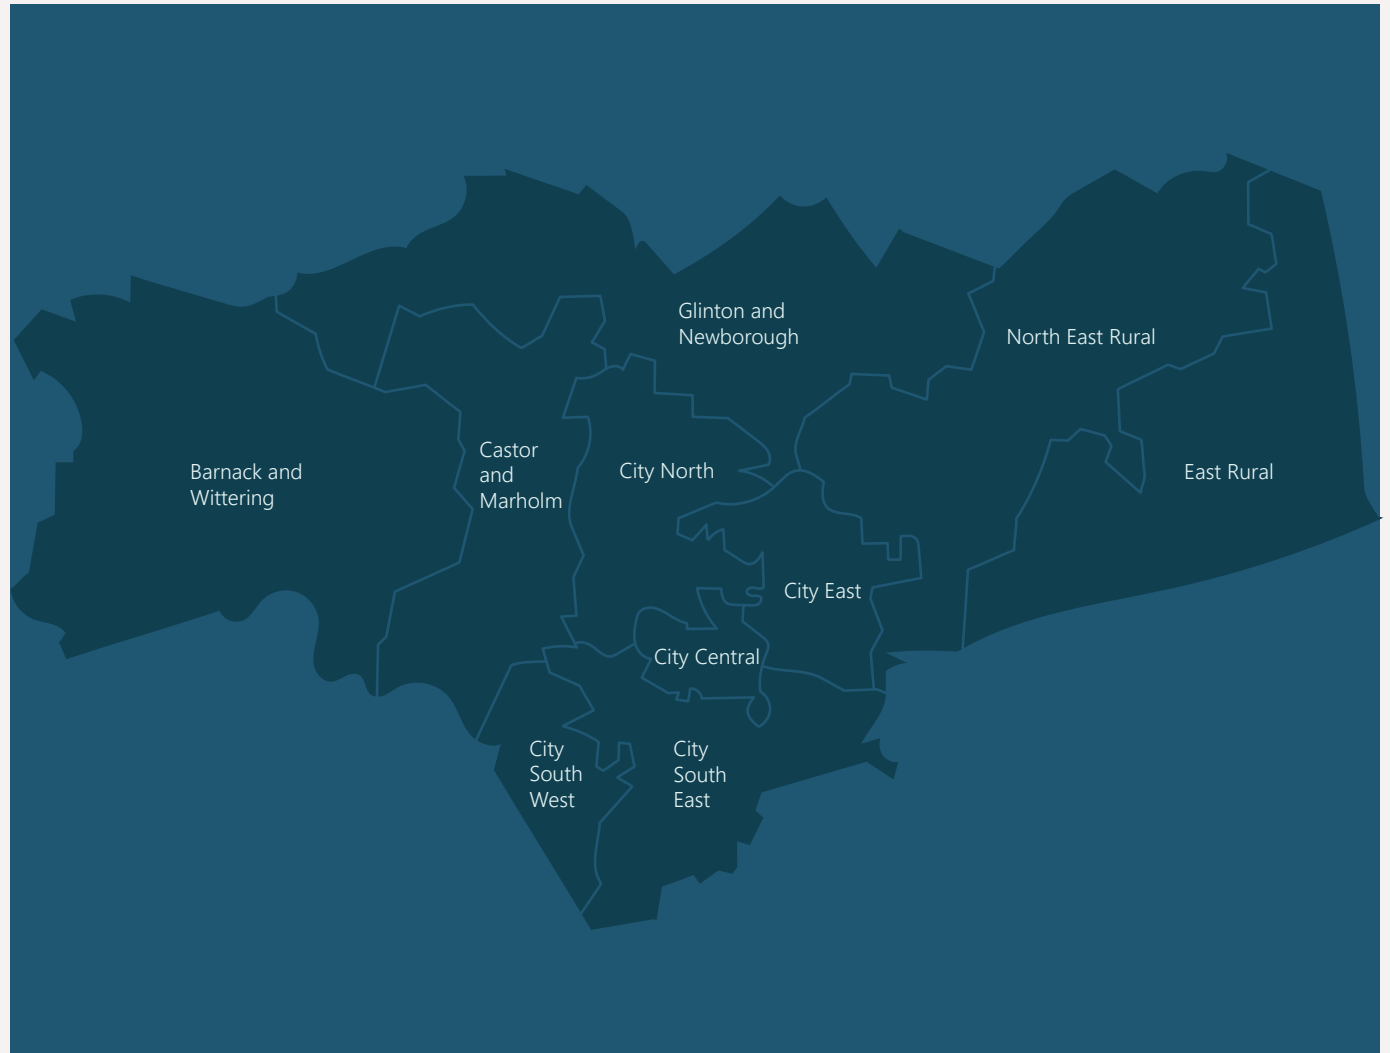 Glinton and
Newborough
North East Rural
Castor
and
Marholm
Barnack and
Wittering
City North
East Rural
City East
City Central
City
South
West
City
South
East